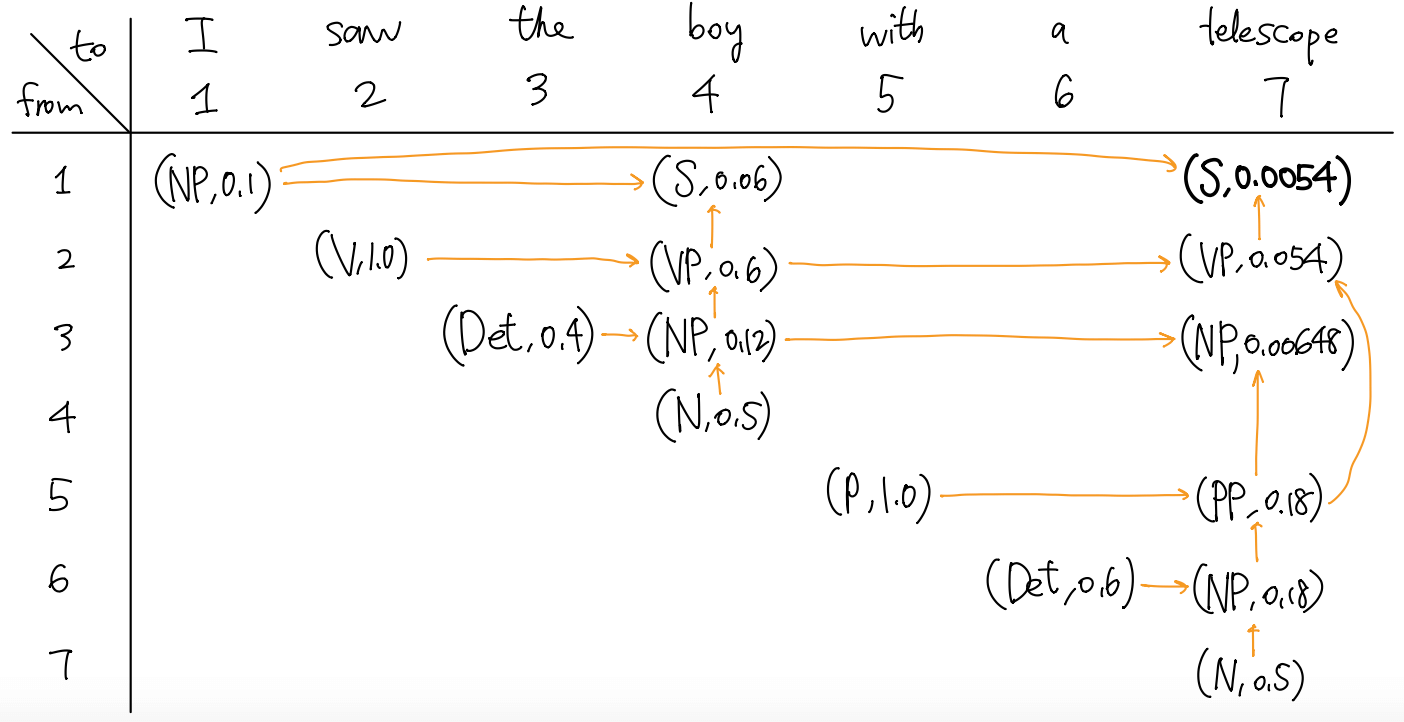 to I saw the boy with a telescope
from 1 2 3 4 5 6 7
1 (NP, 0.1) (S, 0.06) (S, 0.0054)
2 (V, 1.0) (VP, 0.6) (VP, 0.054)
3 (Det, 0.4) (NP, 0.12) (NP, 0.00648)
4 (N, 0.5)
5 (P, 1.0) (PP, 0.18)
6 (Det, 0.6) (NP, 0.18)
7 (N, 0.5)